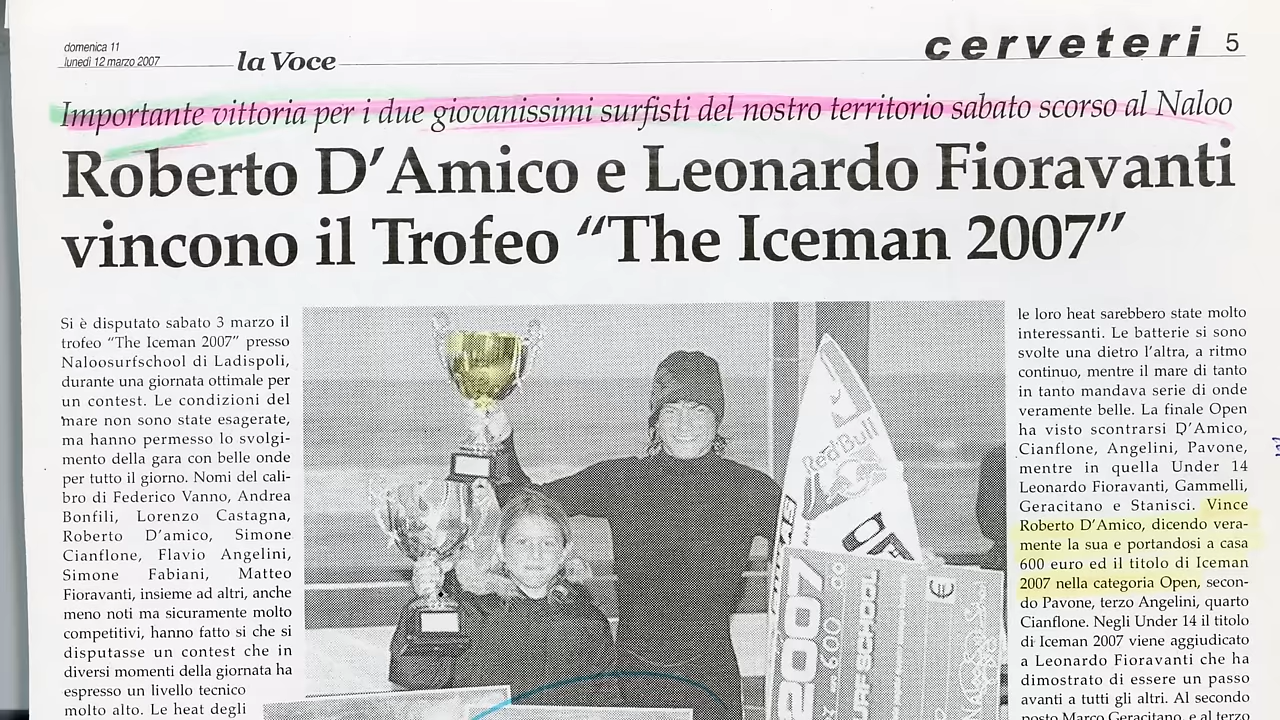 domenica 11
lunedì 12 marzo 2007
la Voce
cerveteri 5
Importante vittoria per i due giovanissimi surfisti del nostro territorio sabato scorso al Naloo
Roberto D'Amico e Leonardo Fioravanti
vincono il Trofeo “The Iceman 2007”
Si è disputato sabato 3 marzo il
trofeo “The Iceman 2007” presso
Naloosurfschool di Ladispoli,
durante una giornata ottimale per
un contest. Le condizioni del
mare non sono state esagerate,
ma hanno permesso lo svolgi-
mento della gara con belle onde
per tutto il giorno. Nomi del cali-
bro di Federico Vanno, Andrea
Bonfili, Lorenzo Castagna,
Roberto D'amico, Simone
Cianflone, Flavio Angelini,
Simone Fabiani, Matteo
Fioravanti, insieme ad altri, anche
meno noti ma sicuramente molto
competitivi, hanno fatto si che si
disputasse un contest che in
diversi momenti della giornata ha
espresso un livello tecnico
molto alto. Le heat degli
Red Bull
2007
600,00
SURFSCHOOL
€
le loro heat sarebbero state molto
interessanti. Le batterie si sono
svolte una dietro l'altra, a ritmo
continuo, mentre il mare di tanto
in tanto mandava serie di onde
veramente belle. La finale Open
ha visto scontrarsi D'Amico,
Cianflone, Angelini, Pavone,
mentre in quella Under 14
Leonardo Fioravanti, Gammelli,
Geracitano e Stanisci. Vince
Roberto D'Amico, dicendo vera-
mente la sua e portandosi a casa
600 euro ed il titolo di Iceman
2007 nella categoria Open, secon-
do Pavone, terzo Angelini, quarto
Cianflone. Negli Under 14 il titolo
di Iceman 2007 viene aggiudicato
a Leonardo Fioravanti che ha
dimostrato di essere un passo
avanti a tutti gli altri. Al secondo
posto Marco Geracitano, e al terzo